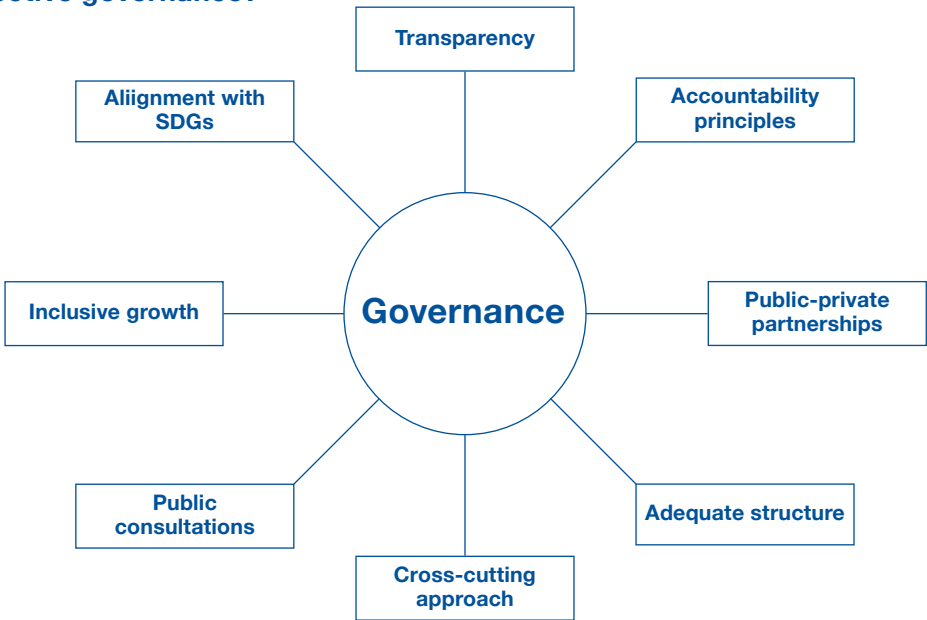 governance?
Transparency
Aliignment with
SDGs
Accountability
principles
Governance
Inclusive growth
Public-private
partnerships
Public
consultations
Adequate structure
Cross-cutting
approach